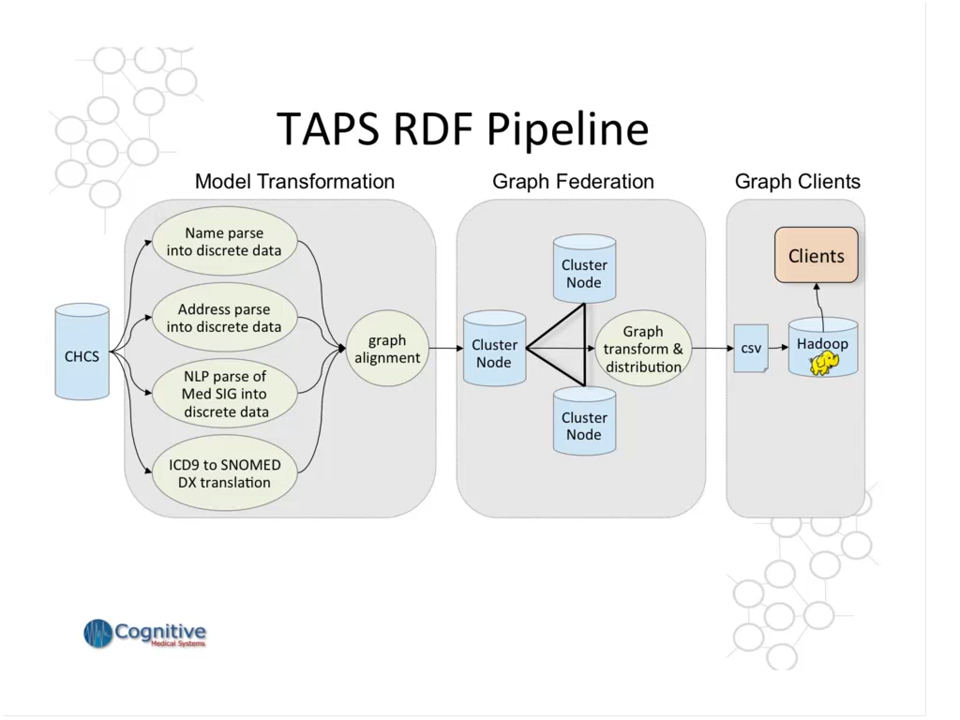 TAPS RDF Pipeline
Model Transformation
Graph Federation
Graph Clients
CHCS
Name parse
into discrete data
Address parse
into discrete data
NLP parse of
Med SIG into
discrete data
ICD9 to SNOMED
DX translation
graph
alignment
Cluster
Node
Cluster
Node
Cluster
Node
Graph
transform &
distribution
csv
Hadoop
Clients
Cognitive
Medical Systems